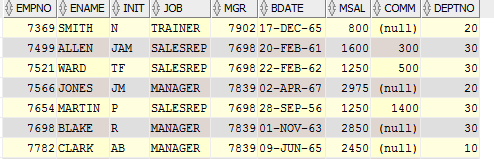 EMPNO ENAME INIT JOB MGR BDATE MSAL COMM DEPTNO
7369 SMITH N TRAINER 7902 17-DEC-65 800 (null) 20
7499 ALLEN JAM SALESREP 7698 20-FEB-61 1600 300 30
7521 WARD TF SALESREP 7698 22-FEB-62 1250 500 30
7566 JONES JM MANAGER 7839 02-APR-67 2975 (null) 20
7654 MARTIN P SALESREP 7698 28-SEP-56 1250 1400 30
7698 BLAKE R MANAGER 7839 01-NOV-63 2850 (null) 30
7782 CLARK AB MANAGER 7839 09-JUN-65 2450 (null) 10